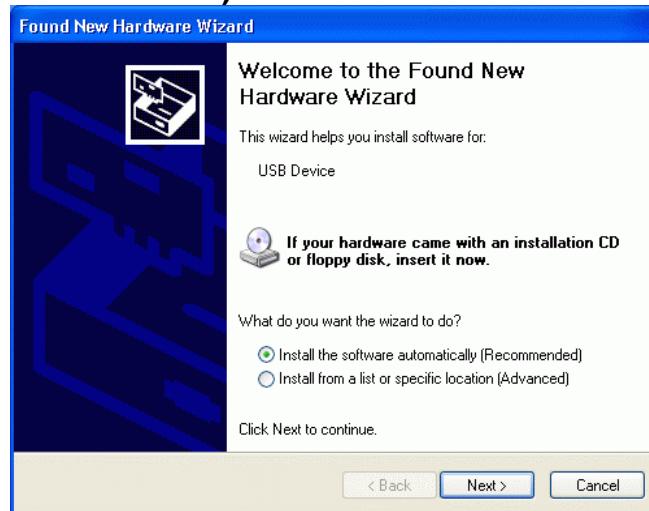 Found New Hardware Wizard
Welcome to the Found New
Hardware Wizard
This wizard helps you install software for:
USB Device
If your hardware came with an installation CD
or floppy disk, insert it now.
What do you want the wizard to do?
Install the software automatically (Recommended)
Install from a list or specific location (Advanced)
Click Next to continue.
< Back
Next >
Cancel